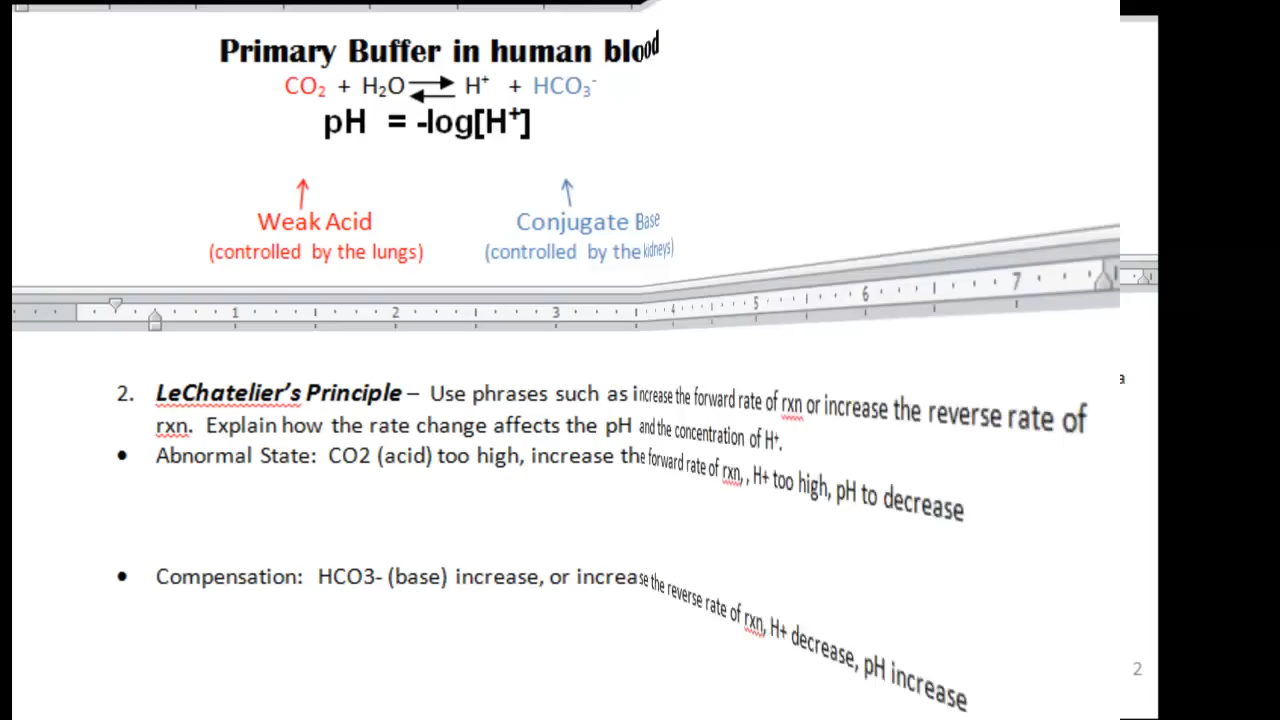 Primary Buffer in human blood
CO₂ + H₂O ⇌ H⁺ + HCO₃⁻
pH = -log[H⁺]
↑ ↑
Weak Acid Conjugate Base
(controlled by the lungs) (controlled by the kidneys)
1 2 3 4 5 6 7
2. LeChatelier’s Principle – Use phrases such as increase the forward rate of rxn or increase the reverse rate of
rxn. Explain how the rate change affects the pH and the concentration of H⁺.
• Abnormal State: CO2 (acid) too high, increase the forward rate of rxn, , H+ too high, pH to decrease
• Compensation: HCO3- (base) increase, or increase the reverse rate of rxn, H+ decrease, pH increase
a
2